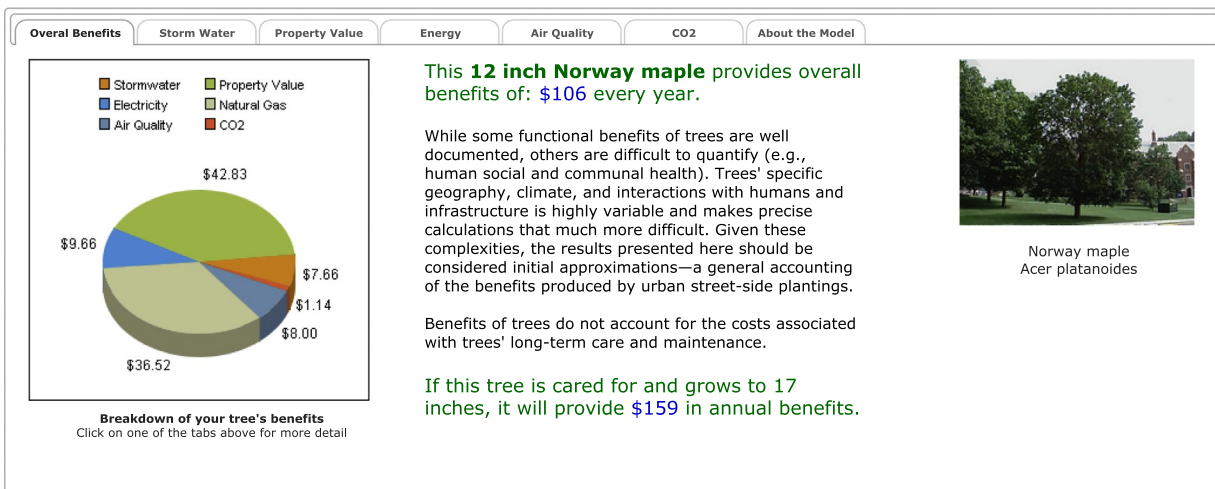 Overal Benefits
Storm Water
Property Value
Energy
Air Quality
CO2
About the Model
Stormwater
Property Value
Electricity
Natural Gas
Air Quality
CO2
$42.83
$9.66
$7.66
$1.14
$8.00
$36.52
Breakdown of your tree's benefits
Click on one of the tabs above for more detail
This 12 inch Norway maple provides overall
benefits of: $106 every year.
While some functional benefits of trees are well
documented, others are difficult to quantify (e.g.,
human social and communal health). Trees' specific
geography, climate, and interactions with humans and
infrastructure is highly variable and makes precise
calculations that much more difficult. Given these
complexities, the results presented here should be
considered initial approximations—a general accounting
of the benefits produced by urban street-side plantings.
Benefits of trees do not account for the costs associated
with trees' long-term care and maintenance.
If this tree is cared for and grows to 17
inches, it will provide $159 in annual benefits.
Norway maple
Acer platanoides